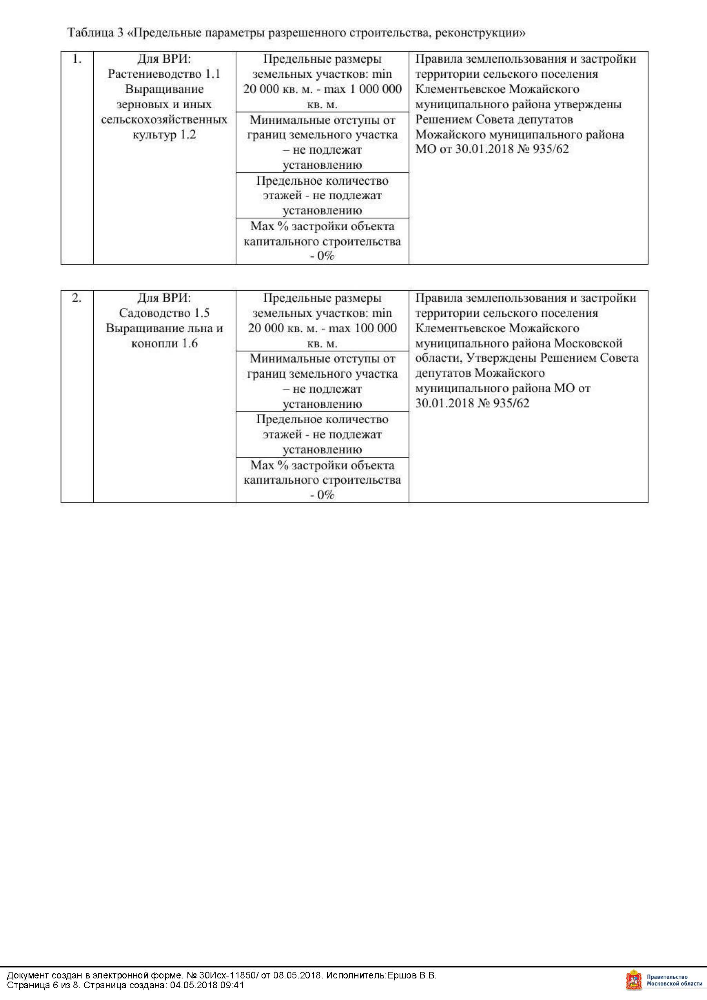 Таблица 3 «Предельные параметры разрешенного строительства, реконструкции»
1.
Для ВРИ:
Растениеводство 1.1
Выращивание
зерновых и иных
сельскохозяйственных
культур 1.2
Предельные размеры
земельных участков: min
20 000 кв. м. - max 1 000 000
кв. м.
Минимальные отступы от
границ земельного участка
– не подлежат
установлению
Предельное количество
этажей - не подлежат
установлению
Max % застройки объекта
капитального строительства
- 0%
Правила землепользования и застройки
территории сельского поселения
Клементьевское Можайского
муниципального района утверждены
Решением Совета депутатов
Можайского муниципального района
МО от 30.01.2018 № 935/62
2.
Для ВРИ:
Садоводство 1.5
Выращивание льна и
конопли 1.6
Предельные размеры
земельных участков: min
20 000 кв. м. - max 100 000
кв. м.
Минимальные отступы от
границ земельного участка
– не подлежат
установлению
Предельное количество
этажей - не подлежат
установлению
Max % застройки объекта
капитального строительства
- 0%
Правила землепользования и застройки
территории сельского поселения
Клементьевское Можайского
муниципального района Московской
области, Утверждены Решением Совета
депутатов Можайского
муниципального района МО от
30.01.2018 № 935/62
Документ создан в электронной форме. № 30Исх-11850/ от 08.05.2018. Исполнитель:Ершов В.В.
Страница 6 из 8. Страница создана: 04.05.2018 09:41
Правительство
Московской области